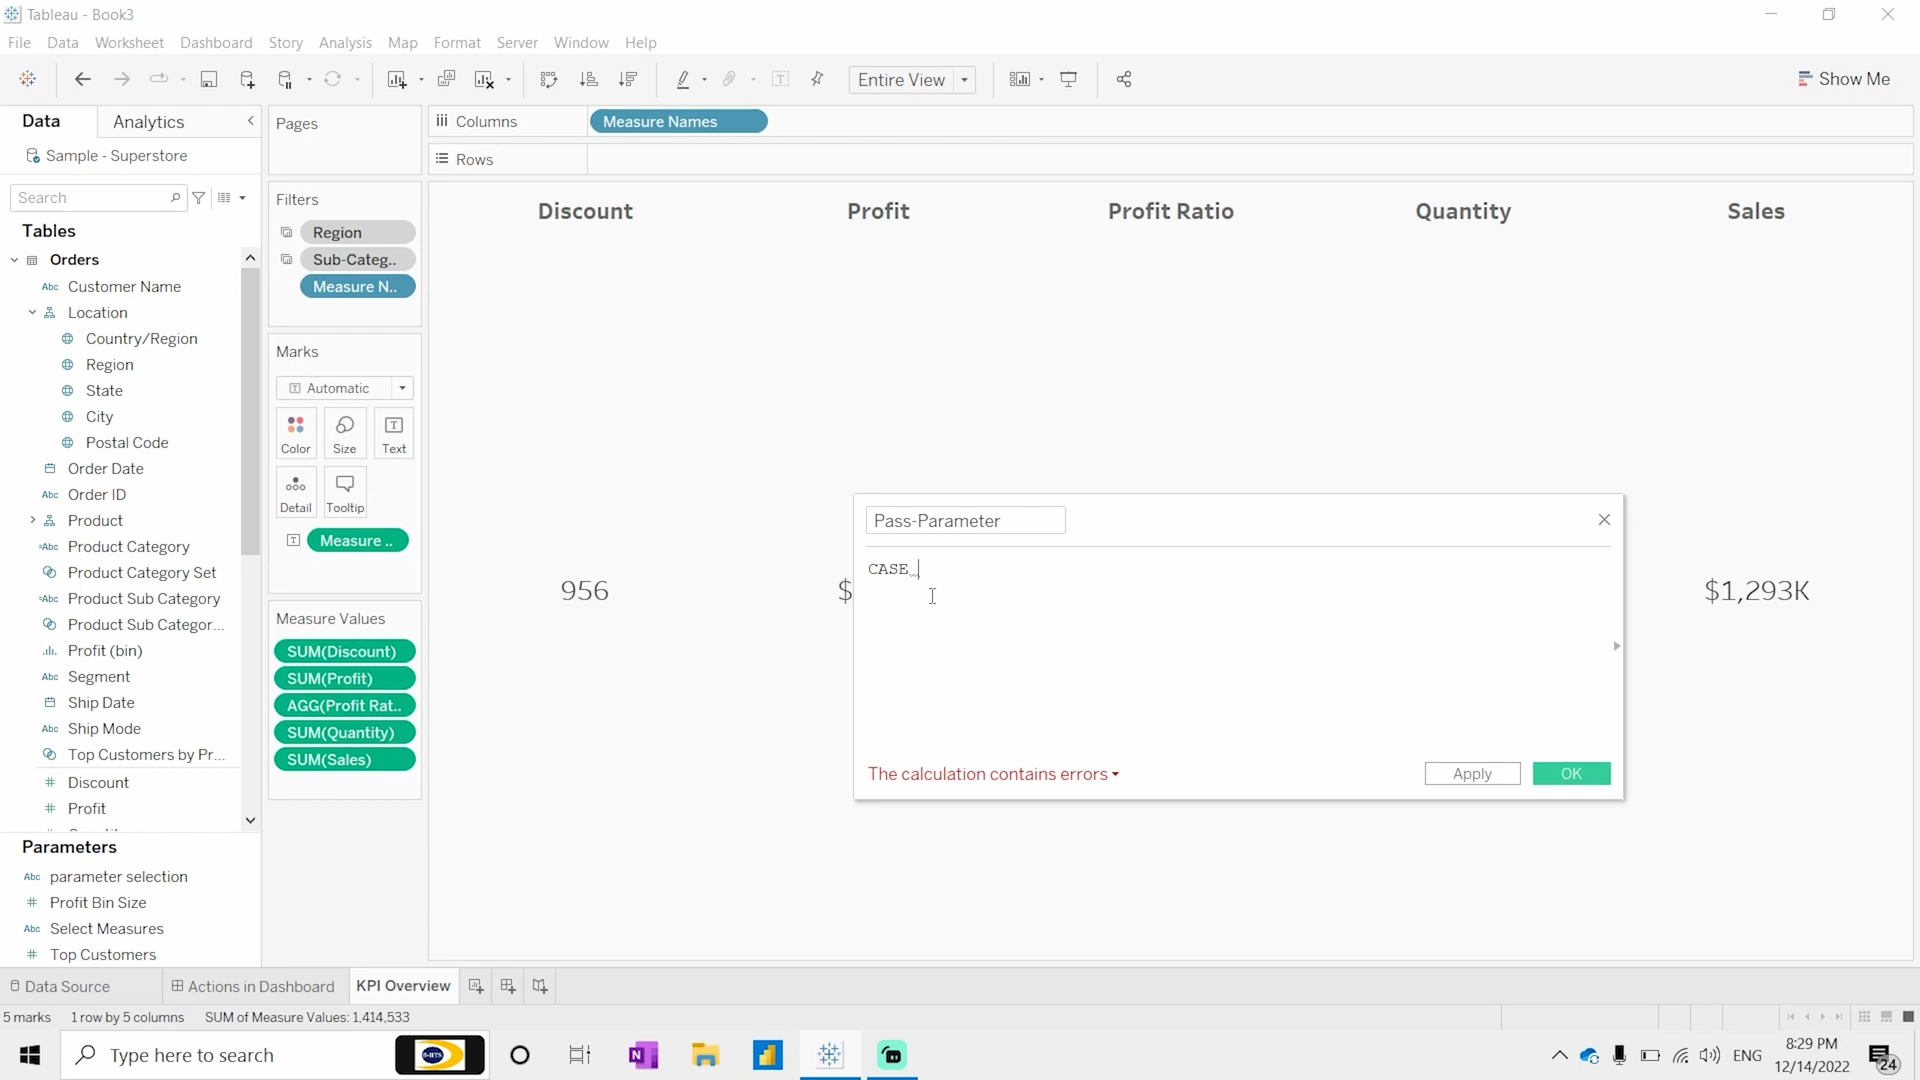 Tableau - Book3
File Data Worksheet Dashboard Story Analysis Map Format Server Window Help
Entire View
Show Me
Data
Analytics
Sample - Superstore
Search
Tables
Orders
Customer Name
Location
Country/Region
Region
State
City
Postal Code
Order Date
Order ID
Product
Product Category
Product Category Set
Product Sub Category
Product Sub Categor...
Profit (bin)
Segment
Ship Date
Ship Mode
Top Customers by Pr...
Discount
Profit
Parameters
parameter selection
Profit Bin Size
Select Measures
Top Customers
Pages
Filters
Region
Sub-Categ..
Measure N..
Marks
Automatic
Color
Size
Text
Detail
Tooltip
Measure ..
Measure Values
SUM(Discount)
SUM(Profit)
AGG(Profit Rat..
SUM(Quantity)
SUM(Sales)
Columns
Measure Names
Rows
Discount
Profit
Profit Ratio
Quantity
Sales
956
$
$1,293K
Pass-Parameter
CASE
The calculation contains errors
Apply
OK
Data Source
Actions in Dashboard
KPI Overview
5 marks
1 row by 5 columns
SUM of Measure Values: 1,414,533
Type here to search
ENG
8:29 PM
12/14/2022
24